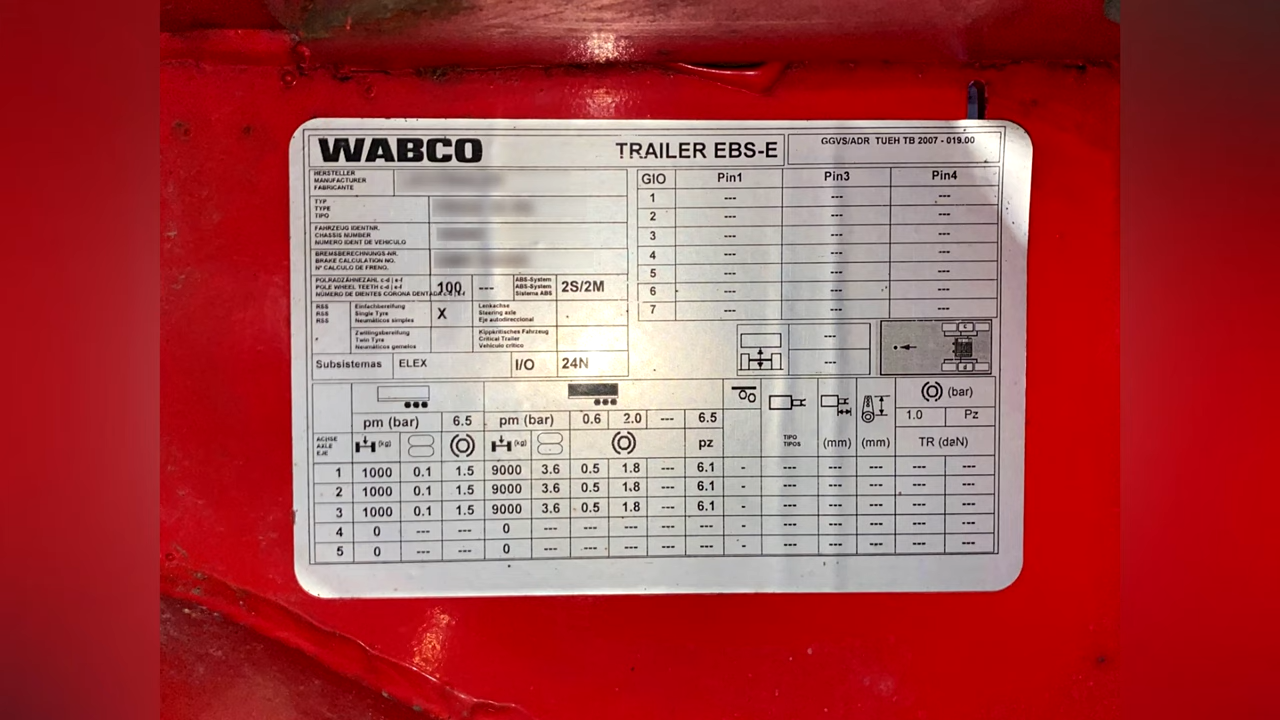 WABCO TRAILER EBS-E GGVS/ADR TUEH TB 2007 - 019.00
HERSTELLER
MANUFACTURER
FABRICANTE
TYP
TYPE
TIPO
FAHRZEUG IDENTNR.
CHASSIS NUMBER
NUMERO IDENT DE VEHICULO
BREMSBERECHNUNGS-NR.
BRAKE CALCULATION NO.
Nº CALCULO DE FRENO.
POLRADZÄHNEZAHL c-d | e-f
POLE WHEEL TEETH c-d | e-f
NÚMERO DE DIENTES CORONA DENTADA c-d | e-f
100 ---
ABS-System
ABS-System
Sistema ABS
2S/2M
RSS
RSS
RSS
Einfachbereifung
Single Tyre
Neumáticos simples
X
Lenkachse
Steering axle
Eje autodireccional
Zwillingsbereifung
Twin Tyre
Neumáticos gemelos
Kippkritisches Fahrzeug
Critical Trailer
Vehículo crítico
Subsistemas ELEX I/O 24N
GIO Pin1 Pin3 Pin4
1 --- --- ---
2 --- --- ---
3 --- --- ---
4 --- --- ---
5 --- --- ---
6 --- --- ---
7 --- --- ---
---
---
c
d
(bar)
pm (bar) 6.5 pm (bar) 0.6 2.0 --- 6.5 1.0 Pz
ACHSE
AXLE
EJE
(kg) (kg) pz
TIPO
TIPOS
(mm) (mm) TR (daN)
1 1000 0.1 1.5 9000 3.6 0.5 1.8 --- 6.1 - --- --- --- --- ---
2 1000 0.1 1.5 9000 3.6 0.5 1.8 --- 6.1 - --- --- --- --- ---
3 1000 0.1 1.5 9000 3.6 0.5 1.8 --- 6.1 - --- --- --- --- ---
4 0 --- --- 0 --- --- --- --- --- - --- --- --- --- ---
5 0 --- --- 0 --- --- --- --- --- - --- --- --- --- ---